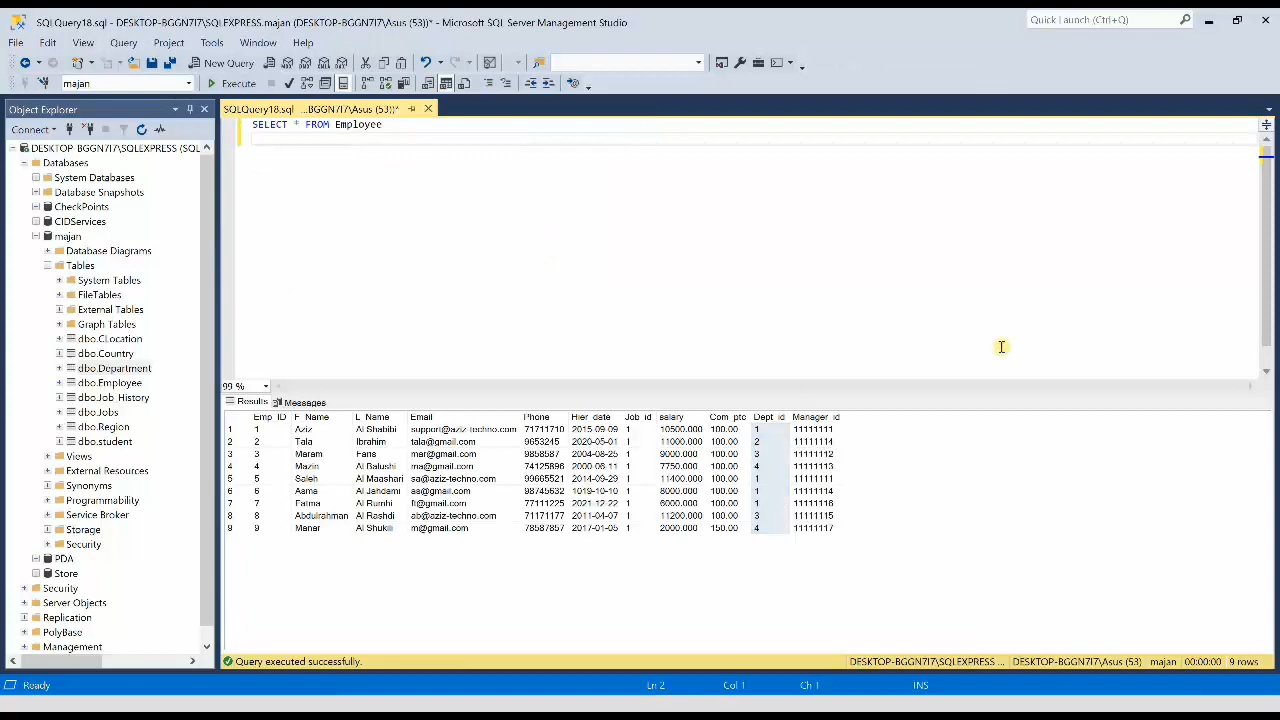 SQLQuery18.sql - DESKTOP-BGGN7I7\SQLEXPRESS.majan (DESKTOP-BGGN7I7\Asus (53))* - Microsoft SQL Server Management Studio
Quick Launch (Ctrl+Q)
File Edit View Query Project Tools Window Help
New Query
majan Execute
Object Explorer
SQLQuery18.sql ...BGGN7I7\Asus (53))*
Connect
SELECT * FROM Employee
DESKTOP-BGGN7I7\SQLEXPRESS (SQL
Databases
System Databases
Database Snapshots
CheckPoints
CIDServices
majan
Database Diagrams
Tables
System Tables
FileTables
External Tables
Graph Tables
dbo.CLocation
dbo.Country
dbo.Department
dbo.Employee
dbo.Job_History
dbo.Jobs
dbo.Region
dbo.student
Views
External Resources
Synonyms
Programmability
Service Broker
Storage
Security
PDA
Store
Security
Server Objects
Replication
PolyBase
Management
99 %
Results Messages
Emp_ID F_Name L_Name Email Phone Hier_date Job_id salary Com_ptc Dept_id Manager_id
1 1 Aziz Al Shabibi support@aziz-techno.com 71711710 2015-09-09 1 10500.000 100.00 1 11111111
2 2 Tala Ibrahim tala@gmail.com 9653245 2020-05-01 1 11000.000 100.00 2 11111114
3 3 Maram Faris mar@gmail.com 9858587 2004-08-25 1 9000.000 100.00 3 11111112
4 4 Mazin Al Balushi ma@gmail.com 74125896 2000-06-11 1 7750.000 100.00 4 11111113
5 5 Saleh Al Maashari sa@aziz-techno.com 99665521 2014-09-29 1 11400.000 100.00 1 11111111
6 6 Asma Al Jahdami as@gmail.com 98745632 1019-10-10 1 8000.000 100.00 1 11111114
7 7 Fatma Al Rumhi ft@gmail.com 77111225 2021-12-22 1 6000.000 100.00 1 11111111
8 8 Abdulrahman Al Rashdi ab@aziz-techno.com 71171177 2011-04-07 1 11200.000 100.00 3 11111115
9 9 Manar Al Shukili m@gmail.com 78587857 2017-01-05 1 2000.000 150.00 4 11111117
Query executed successfully. DESKTOP-BGGN7I7\SQLEXPRESS ... DESKTOP-BGGN7I7\Asus (53) majan 00:00:00 9 rows
Ready Ln 2 Col 1 Ch 1 INS